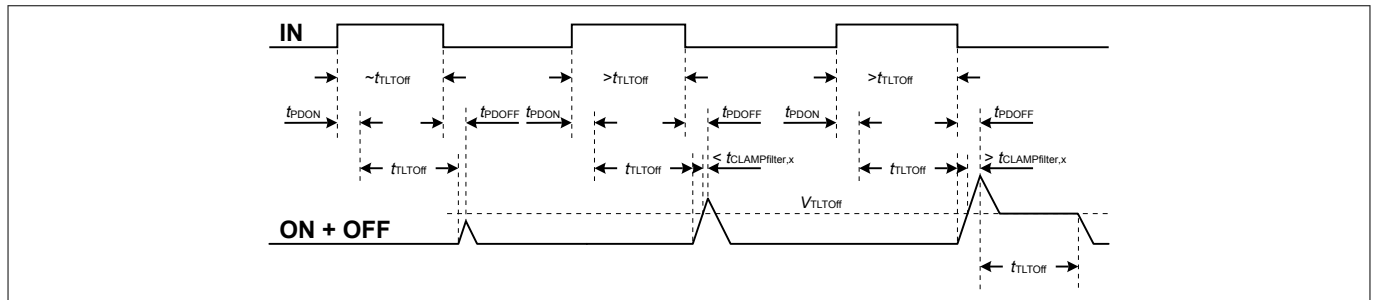 IN
~tTLTOff >tTLTOff >tTLTOff
tPDON tPDOFF tPDON tPDOFF tPDON tPDOFF
tTLTOff tTLTOff < tCLAMPfilter,x tTLTOff > tCLAMPfilter,x
VTLTOff
ON + OFF
tTLTOff